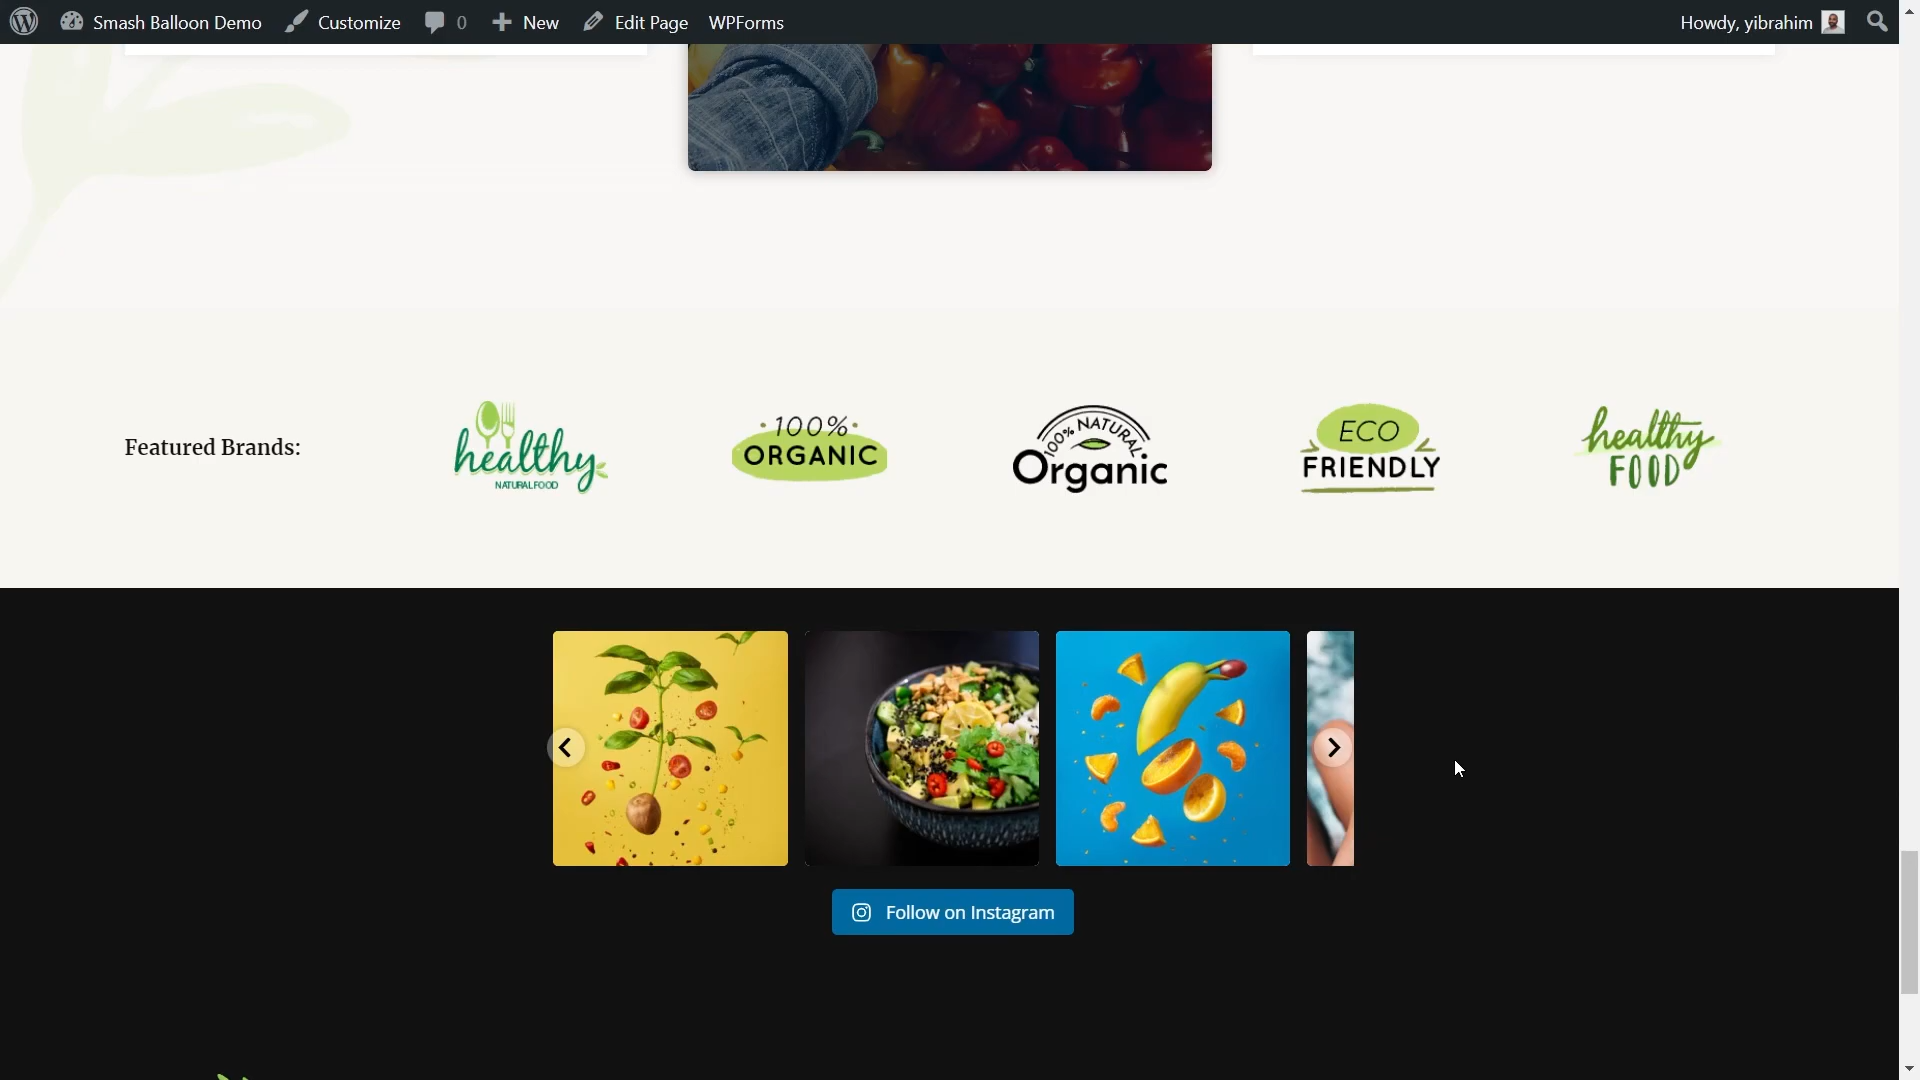 Smash Balloon Demo Customize 0 New Edit Page WPForms Howdy, yibrahim
Featured Brands:
healthy
NATURAL FOOD
100%
ORGANIC
100% NATURAL
Organic
ECO
FRIENDLY
healthy
FOOD
Follow on Instagram